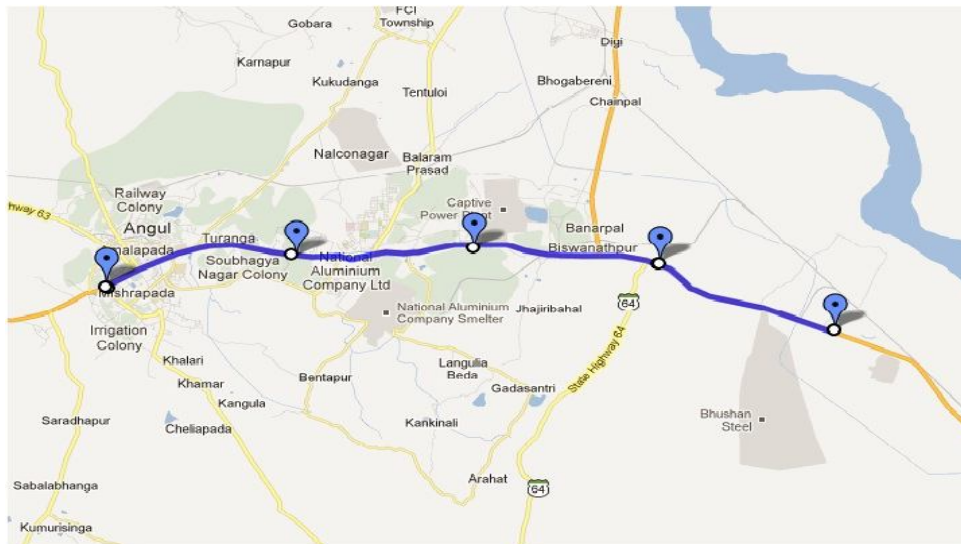 FCI
Township
Gobara
Digi
Karnapur
Kukudanga
Bhogabereni
Tentuloi
Chainpal
Nalconagar
Balaram
Prasad
Railway
Colony
Captive
Power Plant
highway 63
Angul
Banarpal
Turanga
Amalapada
Biswanathpur
Soubhagya
Nagar Colony
National
Aluminium
Company Ltd
Mishrapada
64
National Aluminium
Company Smelter
Jhajiribahal
Irrigation
Colony
State Highway 64
Khalari
Langulia
Beda
Bentapur
Khamar
Gadasantri
Kangula
Saradhapur
Bhushan
Steel
Cheliapada
Kankinali
Arahat
Sabalabhanga
64
Kumurisinga